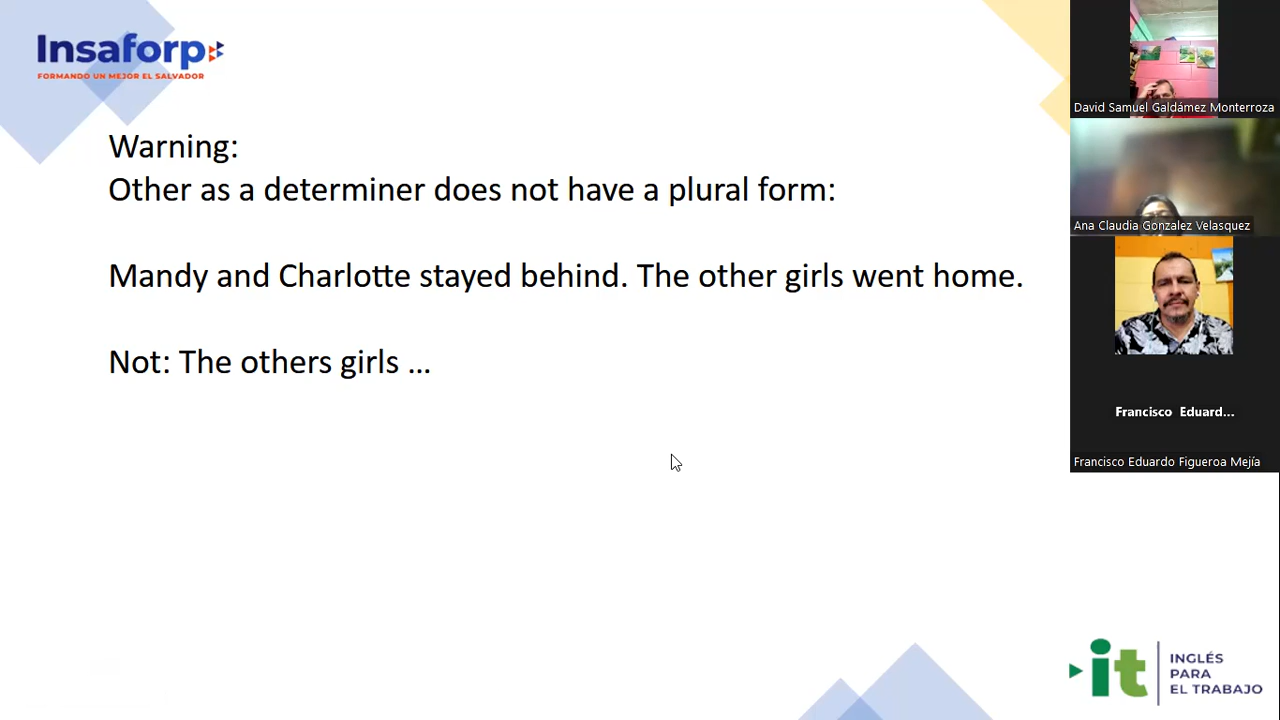 Insaforp
FORMANDO UN MEJOR EL SALVADOR
Warning:
Other as a determiner does not have a plural form:
Mandy and Charlotte stayed behind. The other girls went home.
Not: The others girls ...
David Samuel Galdámez Monterroza
Ana Claudia Gonzalez Velasquez
Francisco Eduard...
Francisco Eduardo Figueroa Mejía
it
INGLÉS
PARA
EL TRABAJO